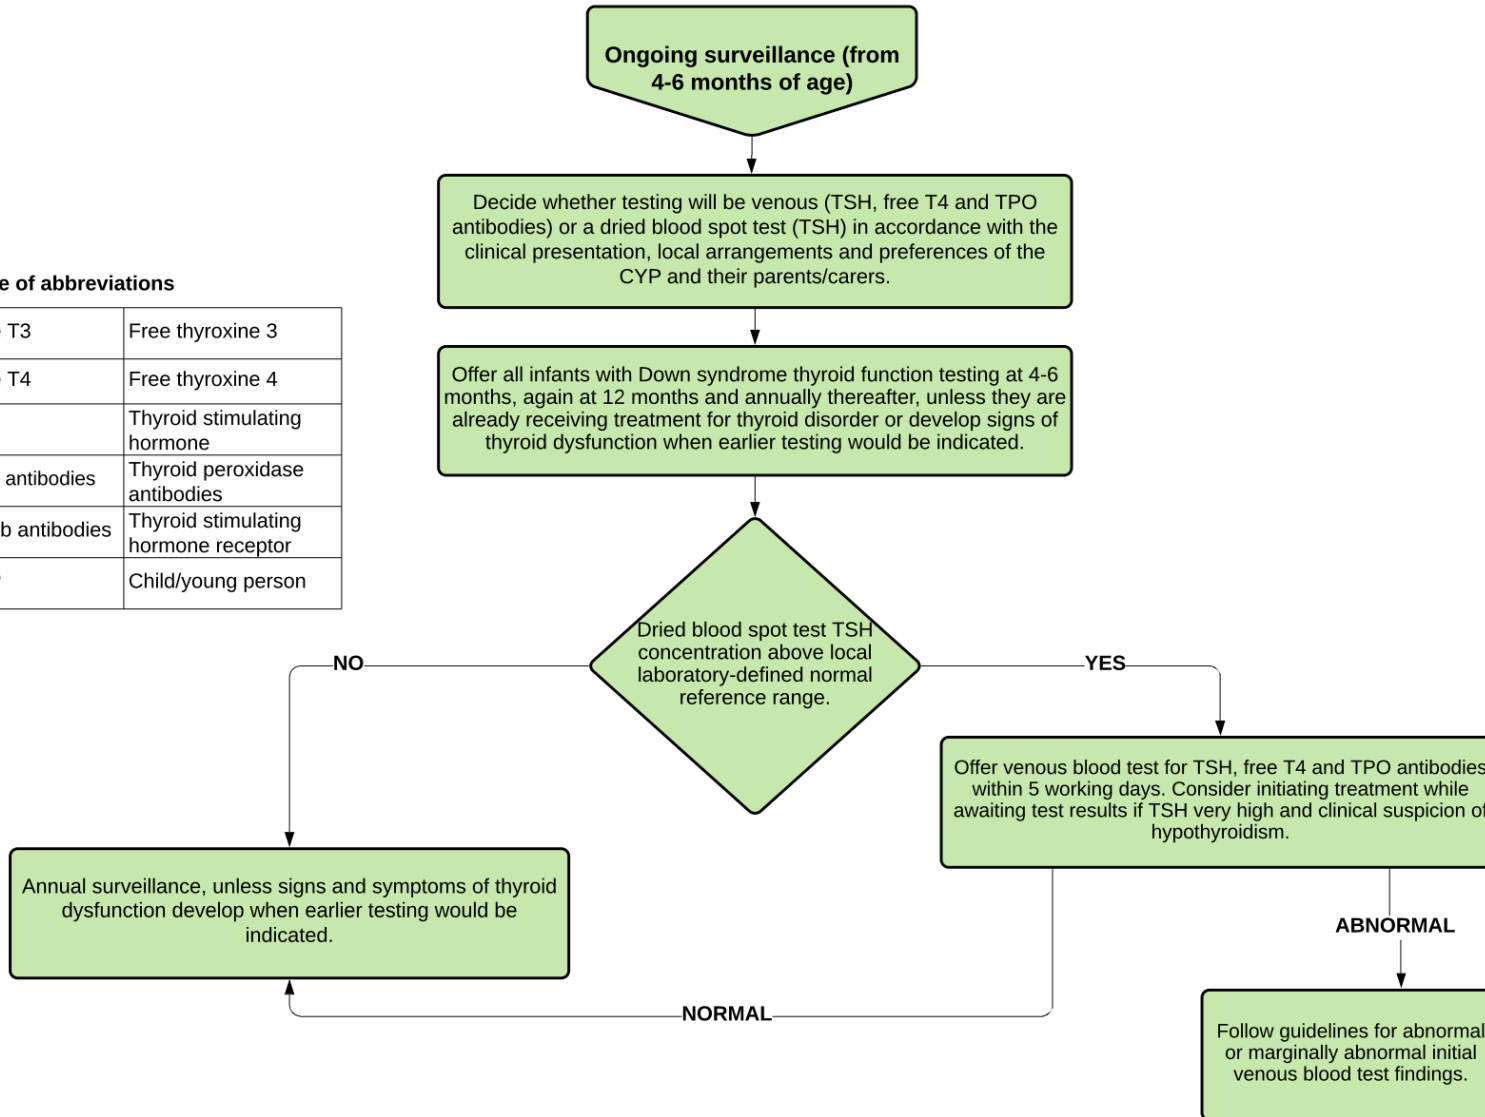 Ongoing surveillance (from
4-6 months of age)
Decide whether testing will be venous (TSH, free T4 and TPO
antibodies) or a dried blood spot test (TSH) in accordance with the
clinical presentation, local arrangements and preferences of the
CYP and their parents/carers.
Offer all infants with Down syndrome thyroid function testing at 4-6
months, again at 12 months and annually thereafter, unless they are
already receiving treatment for thyroid disorder or develop signs of
thyroid dysfunction when earlier testing would be indicated.
of abbreviations
T3
Free thyroxine 3
T4
Free thyroxine 4
Thyroid stimulating
hormone
antibodies
Thyroid peroxidase
antibodies
antibodies
Thyroid stimulating
hormone receptor
Child/young person
Dried blood spot test TSH
concentration above local
laboratory-defined normal
reference range.
NO
YES
Offer venous blood test for TSH, free T4 and TPO antibodies
within 5 working days. Consider initiating treatment while
awaiting test results if TSH very high and clinical suspicion of
hypothyroidism.
Annual surveillance, unless signs and symptoms of thyroid
dysfunction develop when earlier testing would be
indicated.
ABNORMAL
NORMAL
Follow guidelines for abnormal
or marginally abnormal initial
venous blood test findings.